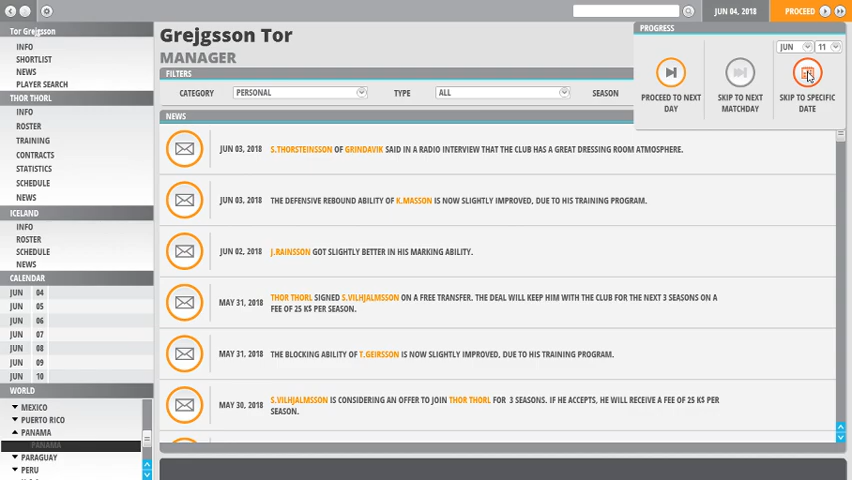 JUN 04, 2018
PROCEED
Tor Grejgsson
INFO
SHORTLIST
NEWS
PLAYER SEARCH
THOR THORL
INFO
ROSTER
TRAINING
CONTRACTS
STATISTICS
SCHEDULE
NEWS
ICELAND
INFO
ROSTER
SCHEDULE
NEWS
CALENDAR
JUN 04
JUN 05
JUN 06
JUN 07
JUN 08
JUN 09
JUN 10
WORLD
MEXICO
PUERTO RICO
PANAMA
PANAMA
PARAGUAY
PERU
Grejgsson Tor
MANAGER
FILTERS
CATEGORY PERSONAL TYPE ALL SEASON
PROGRESS
JUN 11
PROCEED TO NEXT
DAY
SKIP TO NEXT
MATCHDAY
SKIP TO SPECIFIC
DATE
NEWS
JUN 03, 2018 S.THORSTEINSSON OF GRINDAVIK SAID IN A RADIO INTERVIEW THAT THE CLUB HAS A GREAT DRESSING ROOM ATMOSPHERE.
JUN 03, 2018 THE DEFENSIVE REBOUND ABILITY OF K.MASSON IS NOW SLIGHTLY IMPROVED, DUE TO HIS TRAINING PROGRAM.
JUN 02, 2018 J.RAINSSON GOT SLIGHTLY BETTER IN HIS MARKING ABILITY.
MAY 31, 2018 THOR THORL SIGNED S.VILHJALMSSON ON A FREE TRANSFER. THE DEAL WILL KEEP HIM WITH THE CLUB FOR THE NEXT 3 SEASONS ON A
FEE OF 25 K$ PER SEASON.
MAY 31, 2018 THE BLOCKING ABILITY OF T.GEIRSSON IS NOW SLIGHTLY IMPROVED, DUE TO HIS TRAINING PROGRAM.
MAY 30, 2018 S.VILHJALMSSON IS CONSIDERING AN OFFER TO JOIN THOR THORL FOR 3 SEASONS. IF HE ACCEPTS, HE WILL RECEIVE A FEE OF 25 K$ PER
SEASON.